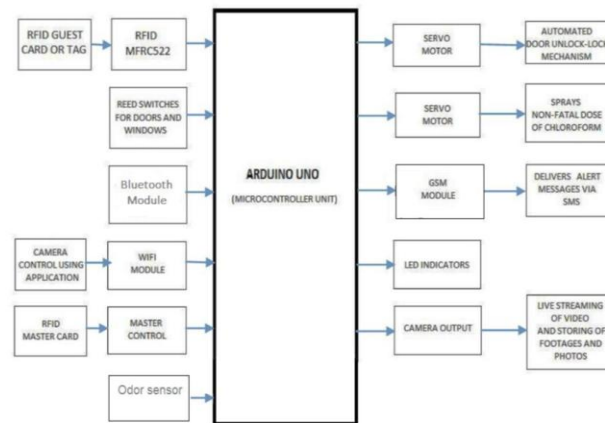 RFID GUEST
CARD OR TAG
RFID
MFRC522
REED SWITCHES
FOR DOORS AND
WINDOWS
Bluetooth
Module
CAMERA
CONTROL USING
APPLICATION
WIFI
MODULE
RFID
MASTER CARD
MASTER
CONTROL
Odor sensor
ARDUINO UNO
(MICROCONTROLLER UNIT)
SERVO
MOTOR
AUTOMATED
DOOR UNLOCK-LOCK
MECHANISM
SERVO
MOTOR
SPRAYS
NON-FATAL DOSE
OF CHLOROFORM
GSM
MODULE
DELIVERS ALERT
MESSAGES VIA
SMS
LED INDICATORS
CAMERA OUTPUT
LIVE STREAMING
OF VIDEO
AND STORING OF
FOOTAGES AND
PHOTOS